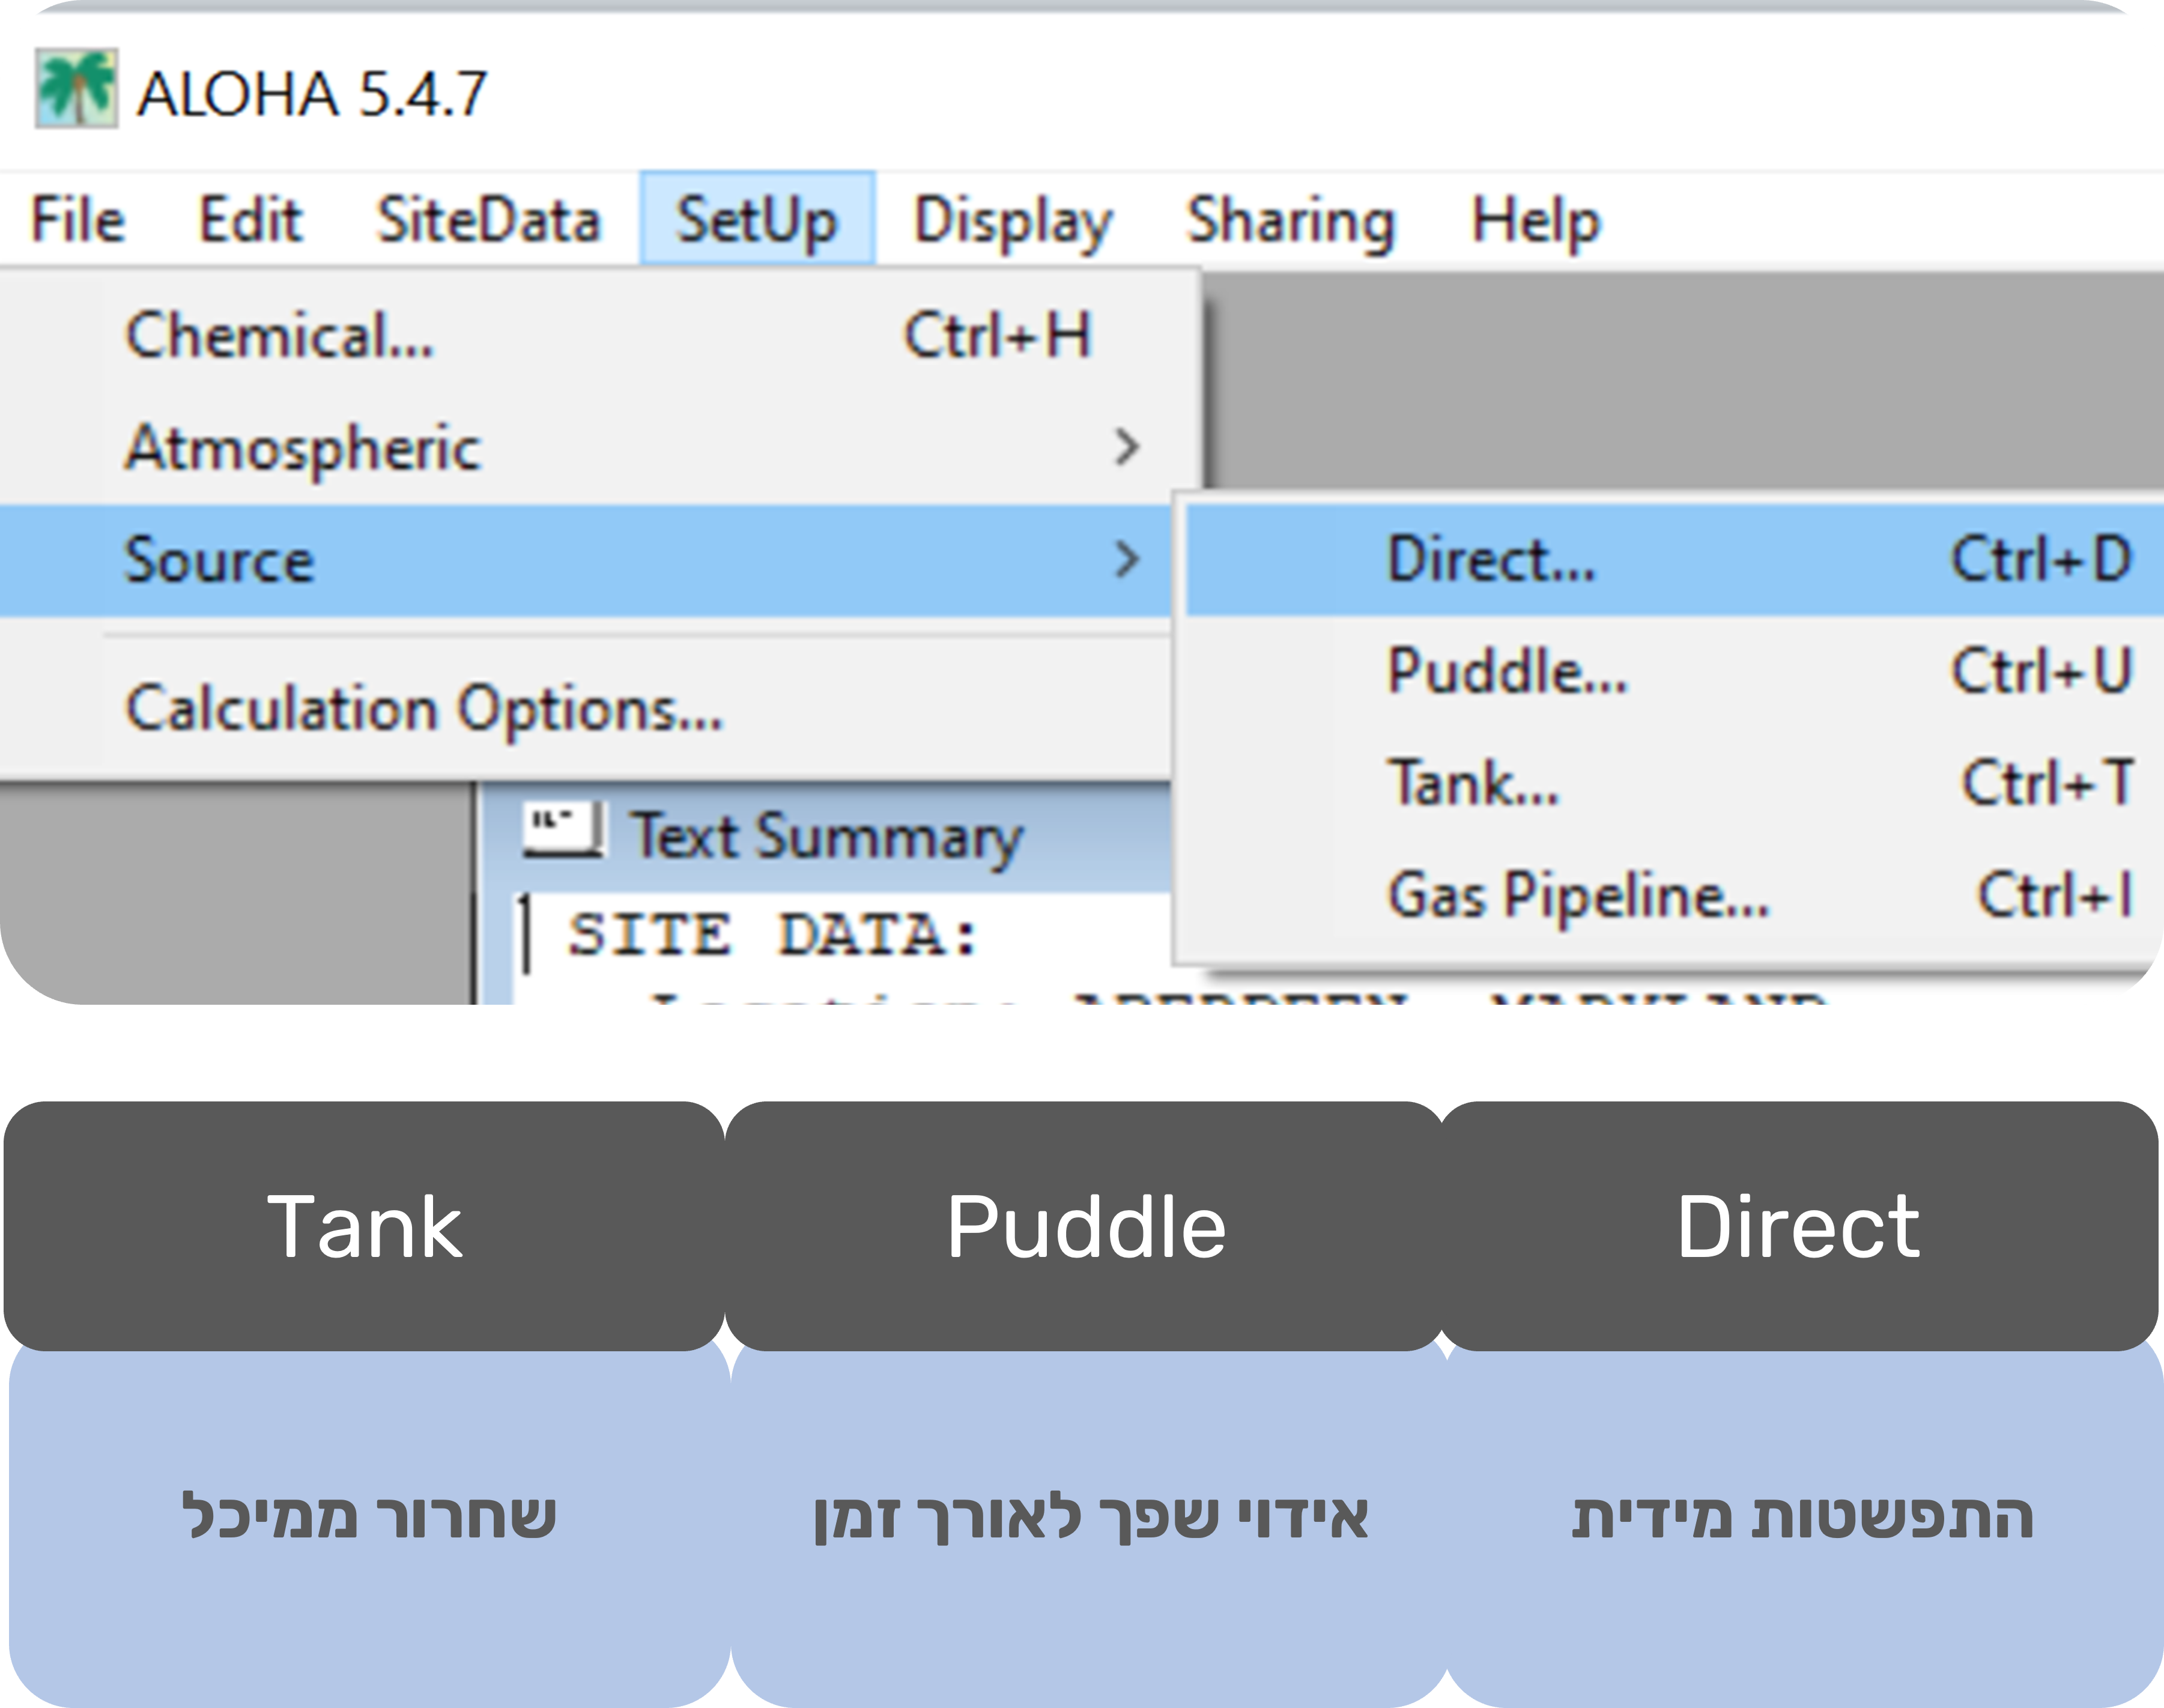 ALOHA 5.4.7
File Edit SiteData SetUp Display Sharing Help
Chemical... Ctrl+H
Atmospheric
Source
Direct... Ctrl+D
Puddle... Ctrl+U
Calculation Options...
Tank... Ctrl+T
Text Summary
Gas Pipeline... Ctrl+I
SITE DATA:
Tank Puddle Direct
התפשטות מידית
אידוי שפך לאורך זמן
שחרור ממיכל